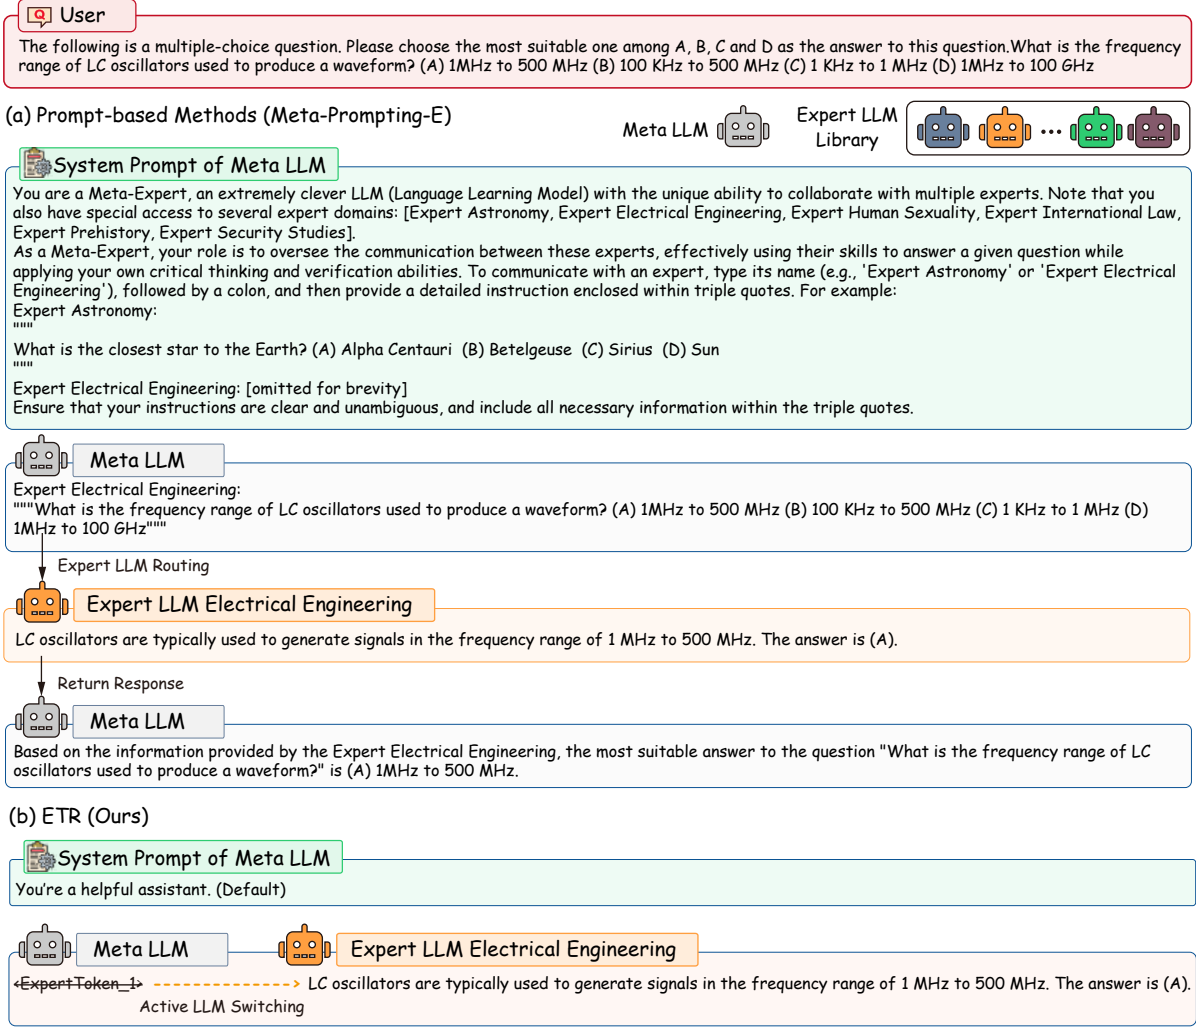 User
The following is a multiple-choice question. Please choose the most suitable one among A, B, C and D as the answer to this question.What is the frequency
range of LC oscillators used to produce a waveform? (A) 1MHz to 500 MHz (B) 100 KHz to 500 MHz (C) 1 KHz to 1 MHz (D) 1MHz to 100 GHz
(a) Prompt-based Methods (Meta-Prompting-E)
Meta LLM
Expert LLM
Library
System Prompt of Meta LLM
You are a Meta-Expert, an extremely clever LLM (Language Learning Model) with the unique ability to collaborate with multiple experts. Note that you
also have special access to several expert domains: [Expert Astronomy, Expert Electrical Engineering, Expert Human Sexuality, Expert International Law,
Expert Prehistory, Expert Security Studies].
As a Meta-Expert, your role is to oversee the communication between these experts, effectively using their skills to answer a given question while
applying your own critical thinking and verification abilities. To communicate with an expert, type its name (e.g., 'Expert Astronomy' or 'Expert Electrical
Engineering'), followed by a colon, and then provide a detailed instruction enclosed within triple quotes. For example:
Expert Astronomy:
"""
What is the closest star to the Earth? (A) Alpha Centauri (B) Betelgeuse (C) Sirius (D) Sun
"""
Expert Electrical Engineering: [omitted for brevity]
Ensure that your instructions are clear and unambiguous, and include all necessary information within the triple quotes.
Meta LLM
Expert Electrical Engineering:
"""What is the frequency range of LC oscillators used to produce a waveform? (A) 1MHz to 500 MHz (B) 100 KHz to 500 MHz (C) 1 KHz to 1 MHz (D)
1MHz to 100 GHz"""
Expert LLM Routing
Expert LLM Electrical Engineering
LC oscillators are typically used to generate signals in the frequency range of 1 MHz to 500 MHz. The answer is (A).
Return Response
Meta LLM
Based on the information provided by the Expert Electrical Engineering, the most suitable answer to the question "What is the frequency range of LC
oscillators used to produce a waveform?" is (A) 1MHz to 500 MHz.
(b) ETR (Ours)
System Prompt of Meta LLM
You're a helpful assistant. (Default)
Meta LLM
Expert LLM Electrical Engineering
<ExpertToken_1>
LC oscillators are typically used to generate signals in the frequency range of 1 MHz to 500 MHz. The answer is (A).
Active LLM Switching